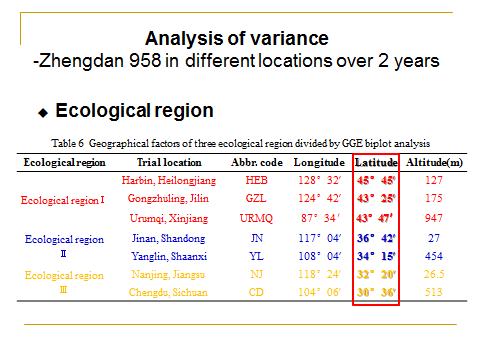 Analysis of variance
-Zhengdan 958 in different locations over 2 years
◆ Ecological region
Table 6 Geographical factors of three ecological region divided by GGE biplot analysis
Ecological region Trial location Abbr. code Longitude Latitude Altitude(m)
Harbin, Heilongjiang HEB 128° 32′ 45° 45′ 127
Ecological region Ⅰ Gongzhuling, Jilin GZL 124° 42′ 43° 25′ 175
Urumqi, Xinjiang URMQ 87° 34′ 43° 47′ 947
Ecological region Ⅱ Jinan, Shandong JN 117° 04′ 36° 42′ 27
Yanglin, Shaanxi YL 108° 04′ 34° 15′ 454
Ecological region Ⅲ Nanjing, Jiangsu NJ 118° 24′ 32° 20′ 26.5
Chengdu, Sichuan CD 104° 06′ 30° 36′ 513